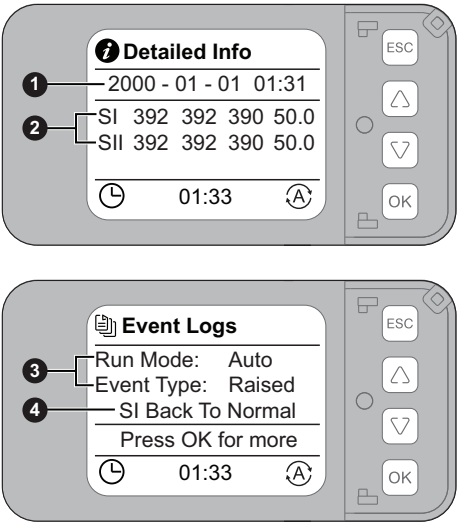 Detailed Info
1 2000 - 01 - 01 01:31
2 SI 392 392 390 50.0
SII 392 392 390 50.0
01:33 A
ESC
OK
Event Logs
3 Run Mode: Auto
Event Type: Raised
4 SI Back To Normal
Press OK for more
01:33 A
ESC
OK